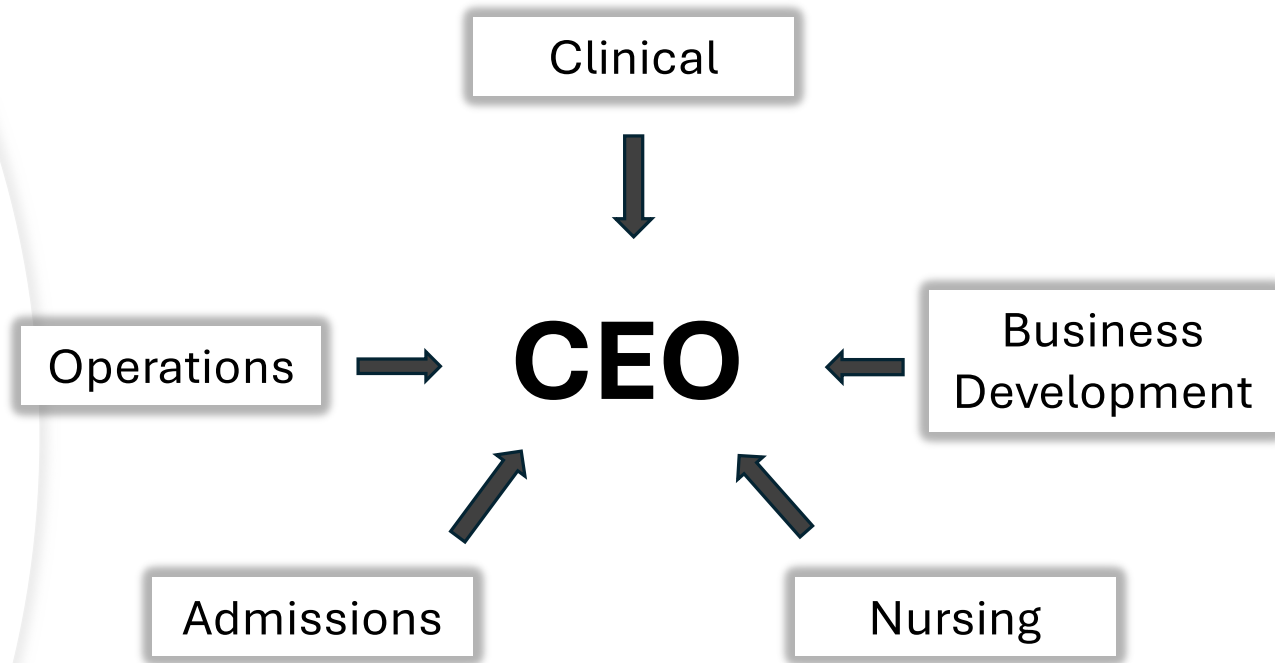 Clinical
Operations
CEO
Business
Development
Admissions
Nursing